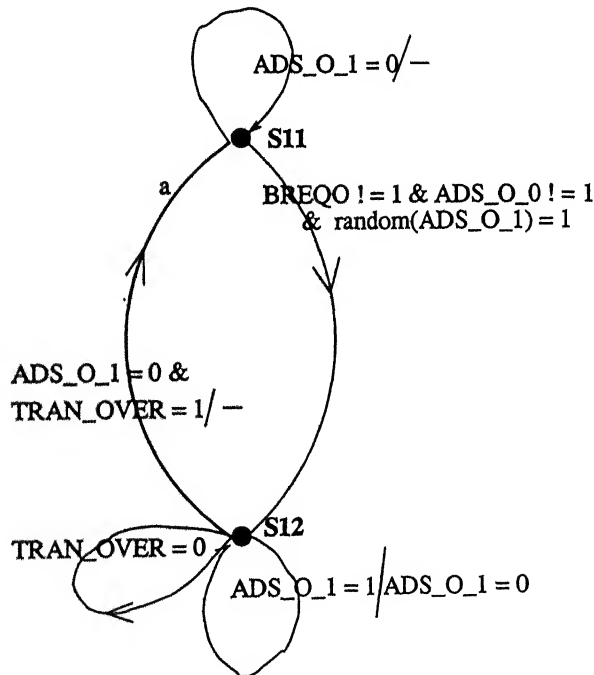 ADS_O_1 = 0/ —
S11
a
BREQO ! = 1 & ADS_O_0 ! = 1
& random(ADS_O_1) = 1
ADS_O_1 = 0 &
TRAN_OVER = 1/ —
S12
TRAN_OVER = 0
ADS_O_1 = 1/ADS_O_1 = 0